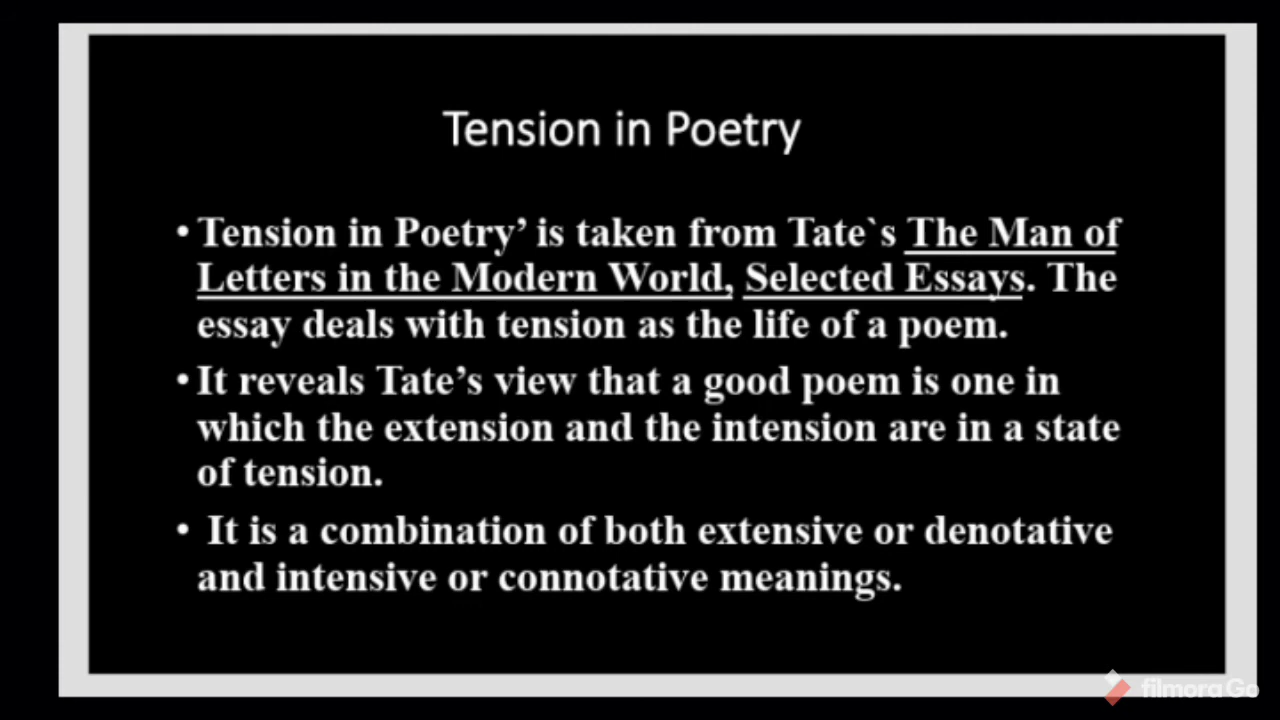 Tension in Poetry
• Tension in Poetry’ is taken from Tate`s The Man of
Letters in the Modern World, Selected Essays. The
essay deals with tension as the life of a poem.
• It reveals Tate’s view that a good poem is one in
which the extension and the intension are in a state
of tension.
• It is a combination of both extensive or denotative
and intensive or connotative meanings.
filmoraGo